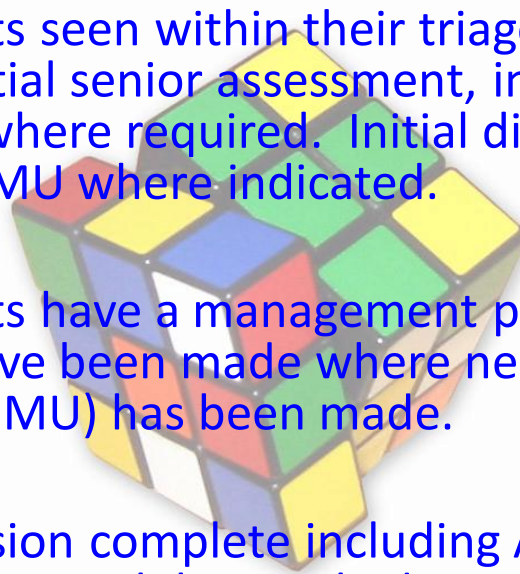 ts seen within their triage
tial senior assessment, in
where required. Initial di
MU where indicated.
ts have a management p
ve been made where ne
MU) has been made.
sion complete including A